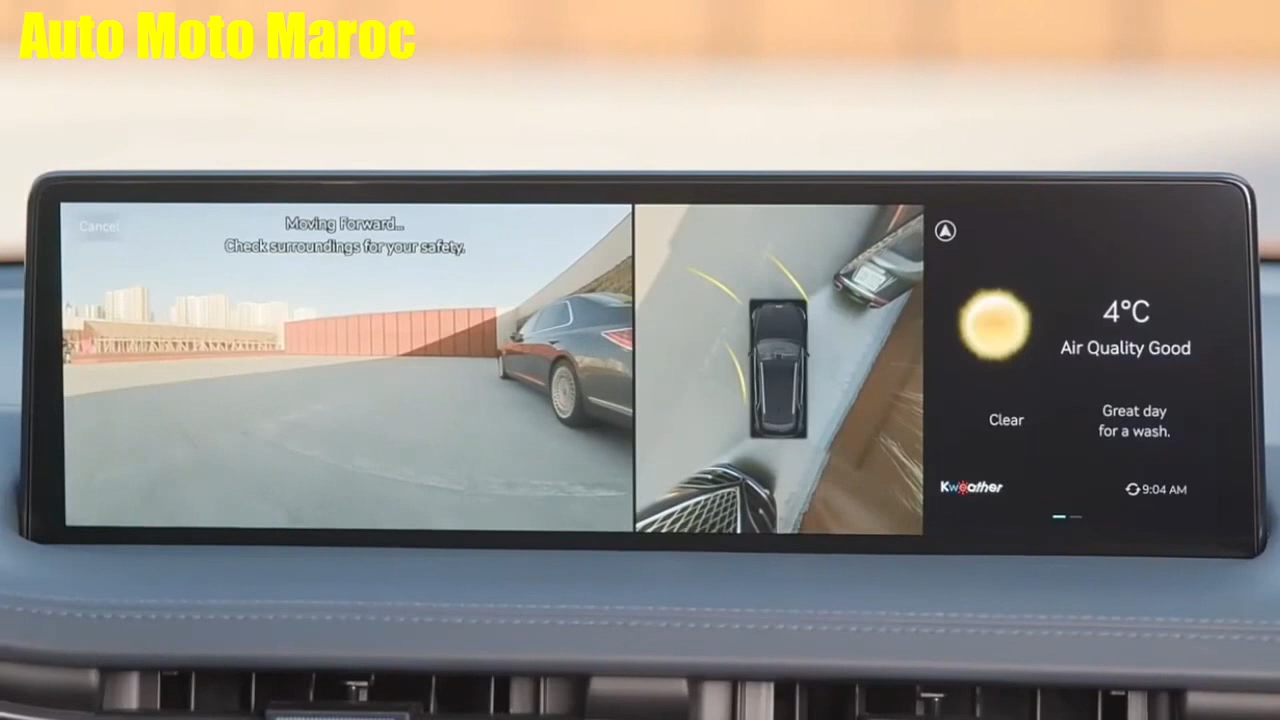 Auto Moto Maroc
Cancel
Moving Forward...
Check surroundings for your safety.
4°C
Air Quality Good
Clear
Great day
for a wash.
Kweather
9:04 AM